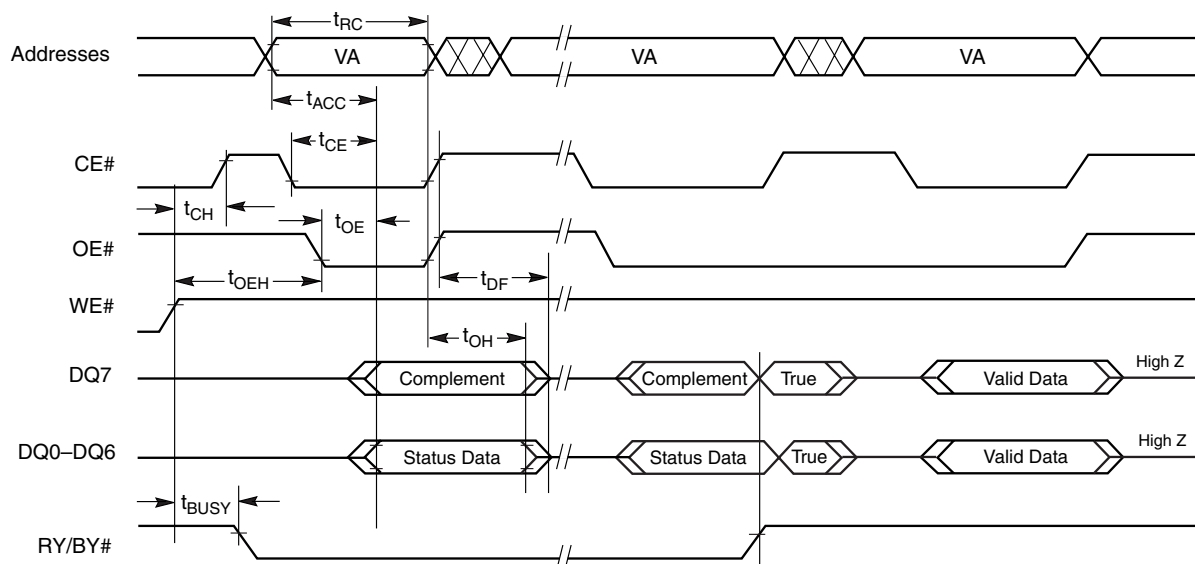 tRC
Addresses VA VA VA
tACC
tCE
CE#
tCH tOE
OE#
tOEH tDF
WE#
tOH
DQ7 Complement Complement True Valid Data High Z
DQ0–DQ6 Status Data Status Data True Valid Data High Z
tBUSY
RY/BY#